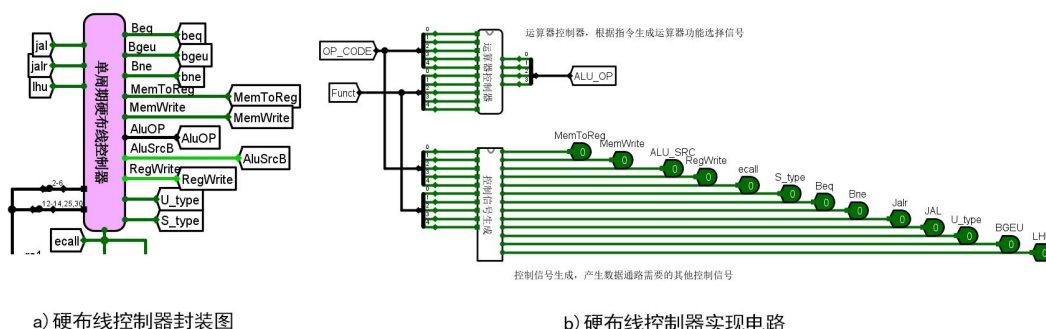 Beq
beq
jal
Bgeu
bgeu
jalr
Bne
bne
lhu
MemToReg
MemToReg
MemWrite
MemWrite
AluOP
AluOP
AluSrcB
AluSrcB
RegWrite
RegWrite
U_type
S_type
2-6
12-14,25,30
ecall
单周期硬布线控制器
a)硬布线控制器封装图
运算器控制器，根据指令生成运算器功能选择信号
OP_CODE
Funct
运算器控制器
ALU_OP
MemToReg
MemWrite
ALU_SRC
RegWrite
ecall
S_type
Beq
Bne
Jalr
JAL
U_type
BGEU
控制信号生成
控制信号生成，产生数据通路需要的其他控制信号
b)硬布线控制器实现电路